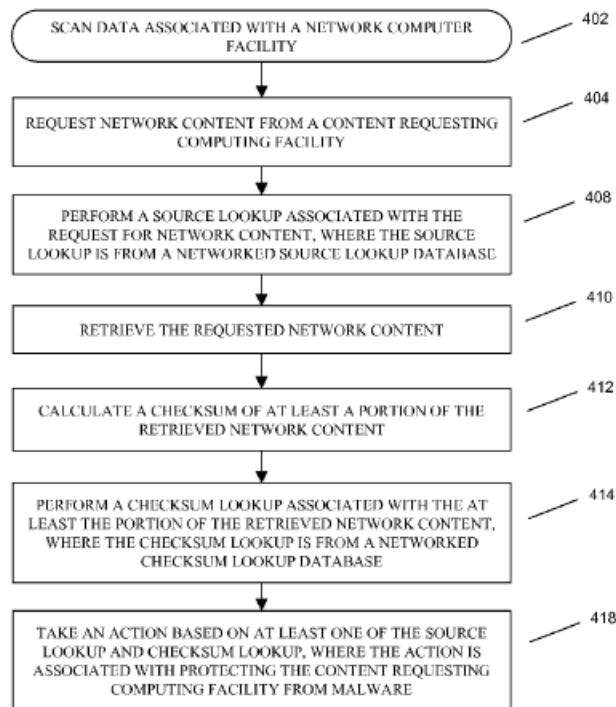 SCAN DATA ASSOCIATED WITH A NETWORK COMPUTER
FACILITY
402
REQUEST NETWORK CONTENT FROM A CONTENT REQUESTING
COMPUTING FACILITY
404
PERFORM A SOURCE LOOKUP ASSOCIATED WITH THE
REQUEST FOR NETWORK CONTENT, WHERE THE SOURCE
LOOKUP IS FROM A NETWORKED SOURCE LOOKUP DATABASE
408
RETRIEVE THE REQUESTED NETWORK CONTENT
410
CALCULATE A CHECKSUM OF AT LEAST A PORTION OF THE
RETRIEVED NETWORK CONTENT
412
PERFORM A CHECKSUM LOOKUP ASSOCIATED WITH THE AT
LEAST THE PORTION OF THE RETRIEVED NETWORK CONTENT,
WHERE THE CHECKSUM LOOKUP IS FROM A NETWORKED
CHECKSUM LOOKUP DATABASE
414
TAKE AN ACTION BASED ON AT LEAST ONE OF THE SOURCE
LOOKUP AND CHECKSUM LOOKUP, WHERE THE ACTION IS
ASSOCIATED WITH PROTECTING THE CONTENT REQUESTING
COMPUTING FACILITY FROM MALWARE
418